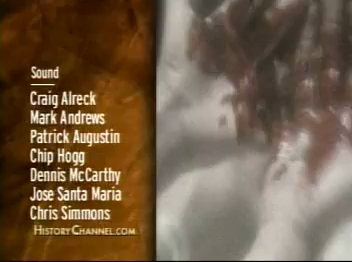 Sound
Craig Alreck
Mark Andrews
Patrick Augustin
Chip Hogg
Dennis McCarthy
Jose Santa Maria
Chris Simmons
HISTORYCHANNEL.COM